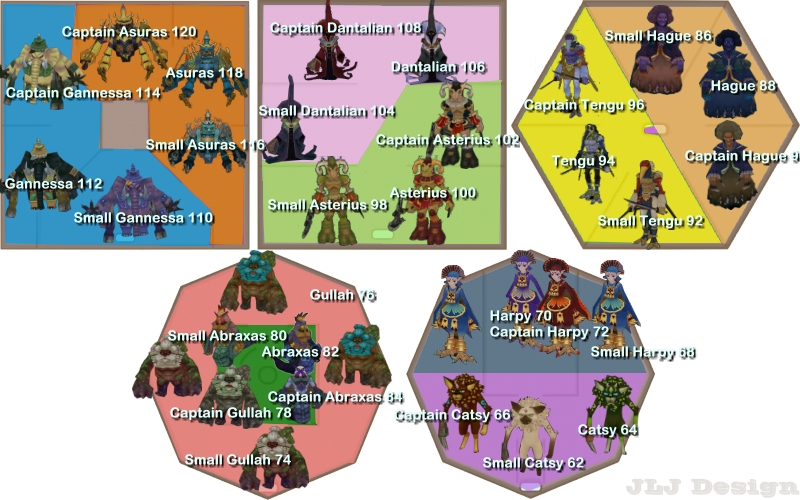 Captain Asuras 120
Asuras 118
Captain Gannessa 114
Small Asuras 116
Gannessa 112
Small Gannessa 110
Captain Dantalian 108
Dantalian 106
Small Dantalian 104
Captain Asterius 102
Asterius 100
Small Asterius 98
Small Hague 86
Hague 88
Captain Tengu 96
Captain Hague 9
Tengu 94
Small Tengu 92
Gullah 76
Small Abraxas 80
Abraxas 82
Captain Abraxas 84
Captain Gullah 78
Small Gullah 74
Harpy 70
Captain Harpy 72
Small Harpy 68
Captain Catsy 66
Catsy 64
Small Catsy 62
JLJ Design